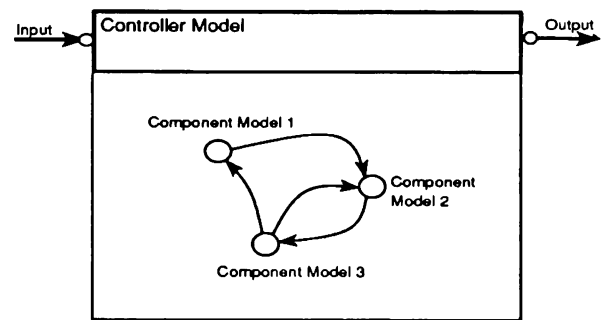 Input
Controller Model
Output
Component Model 1
Component
Model 2
Component Model 3